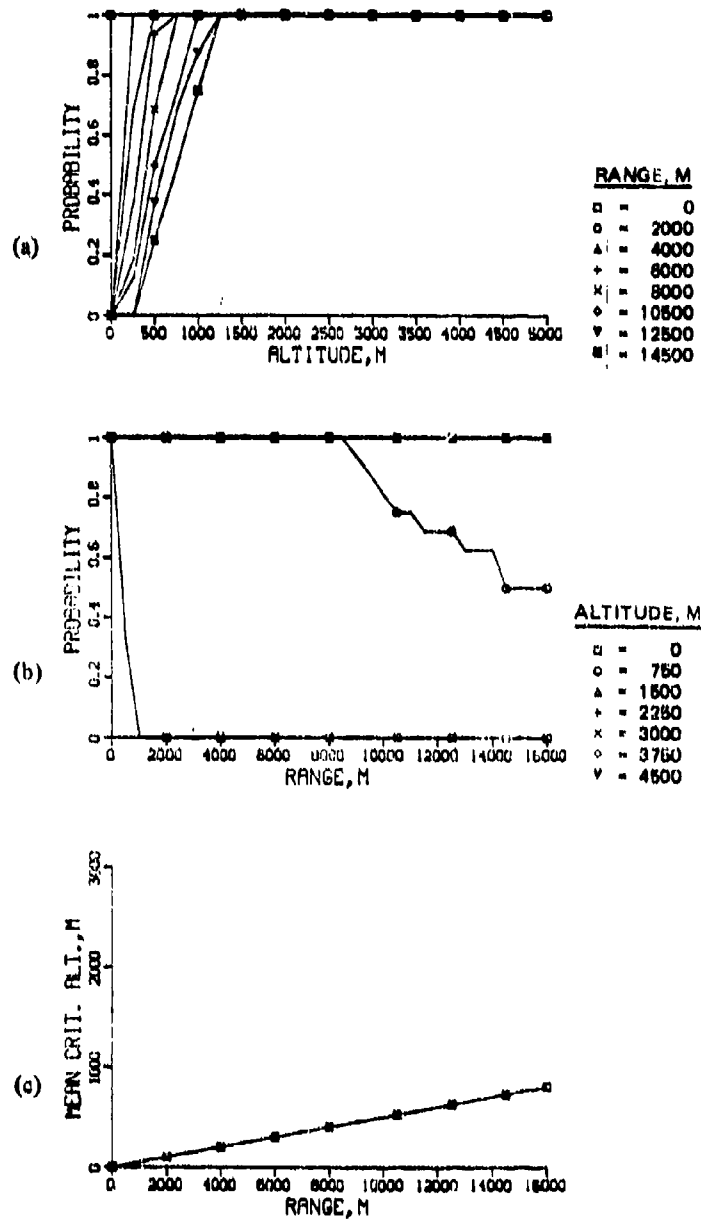 (a)
PROBABILITY
0 0.2 0.4 0.6 0.8 1
0 500 1000 1500 2000 2500 3000 3500 4000 4500 5000
ALTITUDE, M
RANGE, M
= 0
= 2000
= 4000
+ = 6000
× = 8000
= 10500
= 12500
= 14500
(b)
PROBABILITY
0 0.2 0.4 0.6 0.8 1
0 2000 4000 6000 8000 10000 12000 14000 16000
RANGE, M
ALTITUDE, M
= 0
= 750
= 1500
+ = 2250
× = 3000
= 3750
= 4500
(c)
MEAN CRIT. ALT., M
0 1000 2000 3000
0 2000 4000 6000 8000 10000 12000 14000 16000
RANGE, M